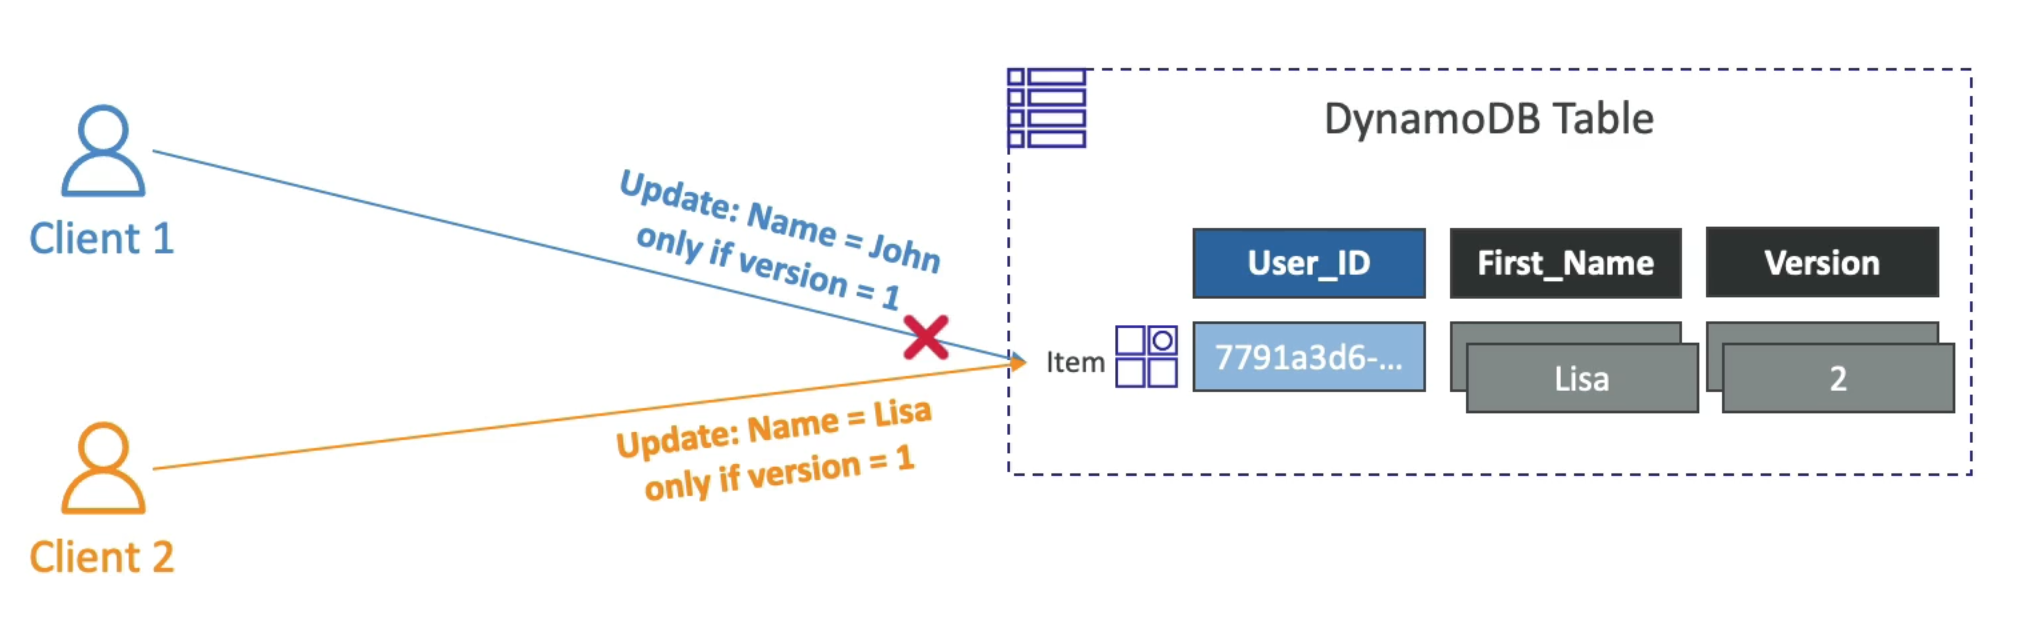 DynamoDB Table
Client 1
Update: Name = John
only if version = 1
User_ID
First_Name
Version
Item
7791a3d6-...
Lisa
2
Update: Name = Lisa
only if version = 1
Client 2